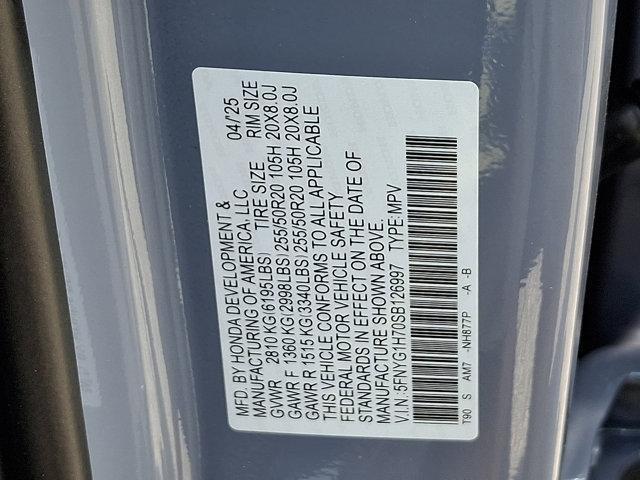 MFD. BY HONDA DEVELOPMENT & 04/'25
MANUFACTURING OF AMERICA, LLC
TIRE SIZE RIM SIZE
GVWR 2810 KG(6195LBS)
GAWR F 1360 KG(2998LBS) 255/50R20 105H 20X8.0J
GAWR R 1515 KG(3340LBS) 255/50R20 105H 20X8.0J
THIS VEHICLE CONFORMS TO ALL APPLICABLE
FEDERAL MOTOR VEHICLE SAFETY
STANDARDS IN EFFECT ON THE DATE OF
MANUFACTURE SHOWN ABOVE.
V.I.N: 5FNYG1H70SB126997 TYPE:MPV
T90 S AM7 -NH877P -A -B